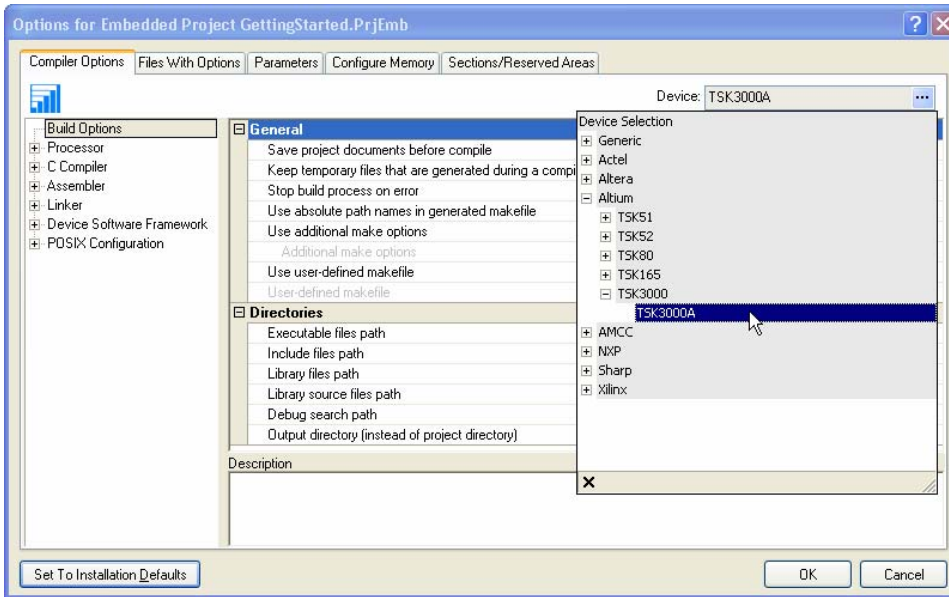 Options for Embedded Project GettingStarted.PrjEmb
Compiler Options Files With Options Parameters Configure Memory Sections/Reserved Areas
Device: TSK3000A ...
Build Options
Processor
C Compiler
Assembler
Linker
Device Software Framework
POSIX Configuration
General
Save project documents before compile
Keep temporary files that are generated during a compi
Stop build process on error
Use absolute path names in generated makefile
Use additional make options
Additional make options
Use user-defined makefile
User-defined makefile
Directories
Executable files path
Include files path
Library files path
Library source files path
Debug search path
Output directory (instead of project directory)
Description
Device Selection
Generic
Actel
Altera
Altium
TSK51
TSK52
TSK80
TSK165
TSK3000
TSK3000A
AMCC
NXP
Sharp
Xilinx
Set To Installation Defaults
OK
Cancel